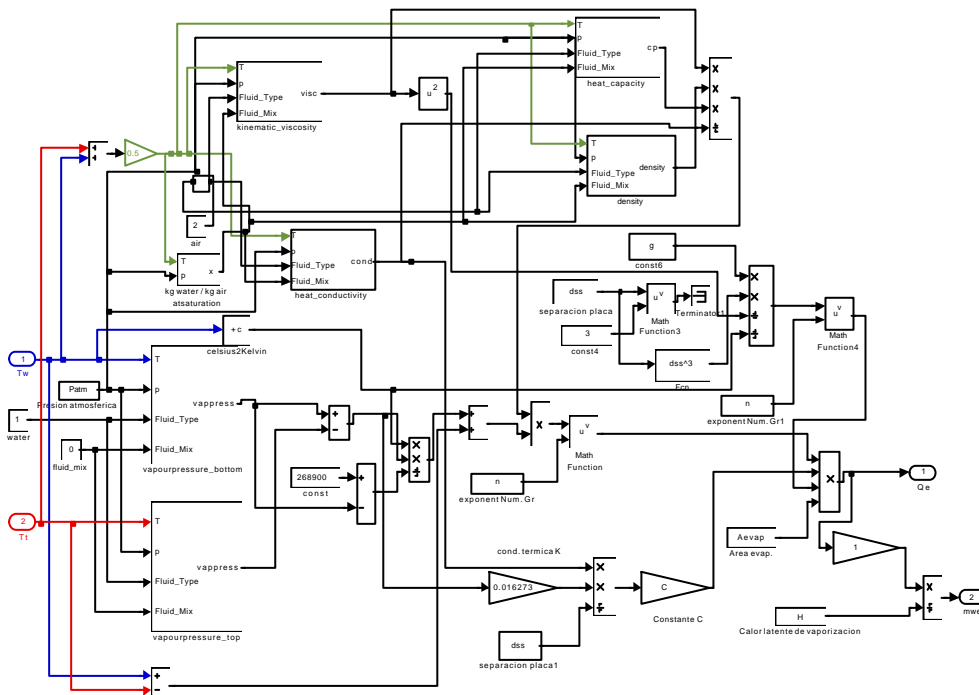 T
p
Fluid_Type
Fluid_Mix
cp
heat_capacity
T
p
Fluid_Type
Fluid_Mix
visc
kinematic_viscosity
u
2
0.5
T
p
Fluid_Type
Fluid_Mix
density
density
2
air
T
p
x
kg water / kg air
at saturation
T
p
Fluid_Type
Fluid_Mix
cond
heat_conductivity
g
const6
dss
separacion placa
u
v
Math
Function3
Terminator1
3
const4
dss^3
Fcn
u
v
Math
Function4
n
exponent Num. Gr1
+c
celsius2Kelvin
1
Tw
T
p
Fluid_Type
Fluid_Mix
vappress
vapourpressure_bottom
Patm
Presion atmosferica
1
water
0
fluid_mix
268900
const
n
exponent Num. Gr
u
v
Math
Function
1
Qe
2
Tt
T
p
Fluid_Type
Fluid_Mix
vappress
vapourpressure_top
Aevap
Area evap.
1
cond. termica K
0.016273
C
Constante C
dss
separacion placa1
H
Calor latente de vaporizacion
2
mwe